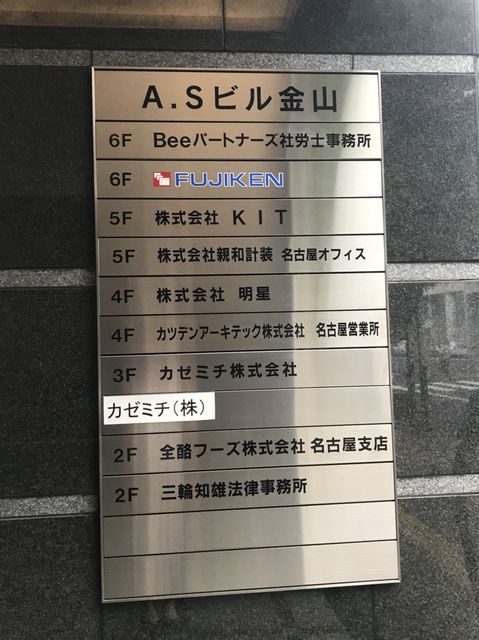 A.Sビル金山
6F Beeパートナーズ社労士事務所
6F FUJIKEN
5F 株式会社 KIT
5F 株式会社親和計装 名古屋オフィス
4F 株式会社 明星
4F カツデンアーキテック株式会社 名古屋営業所
3F カゼミチ株式会社
カゼミチ(株)
2F 全酪フーズ株式会社 名古屋支店
2F 三輪知雄法律事務所